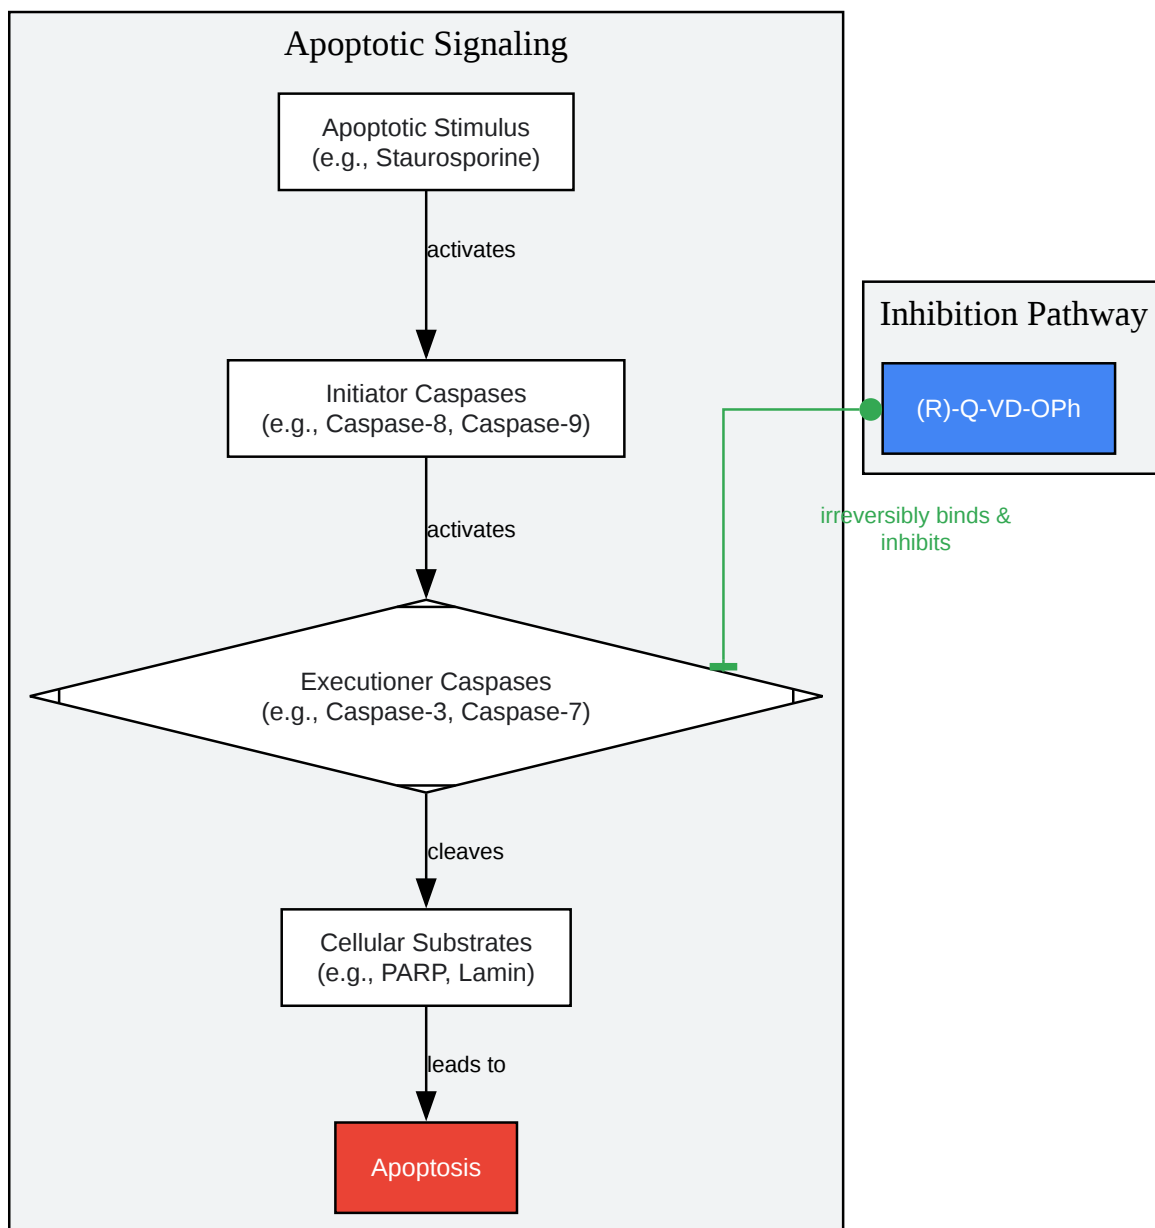 Apoptotic Signaling
Apoptotic Stimulus
(e.g., Staurosporine)
activates
Initiator Caspases
(e.g., Caspase-8, Caspase-9)
activates
Executioner Caspases
(e.g., Caspase-3, Caspase-7)
cleaves
Cellular Substrates
(e.g., PARP, Lamin)
leads to
Apoptosis
Inhibition Pathway
(R)-Q-VD-OPh
irreversibly binds &
inhibits